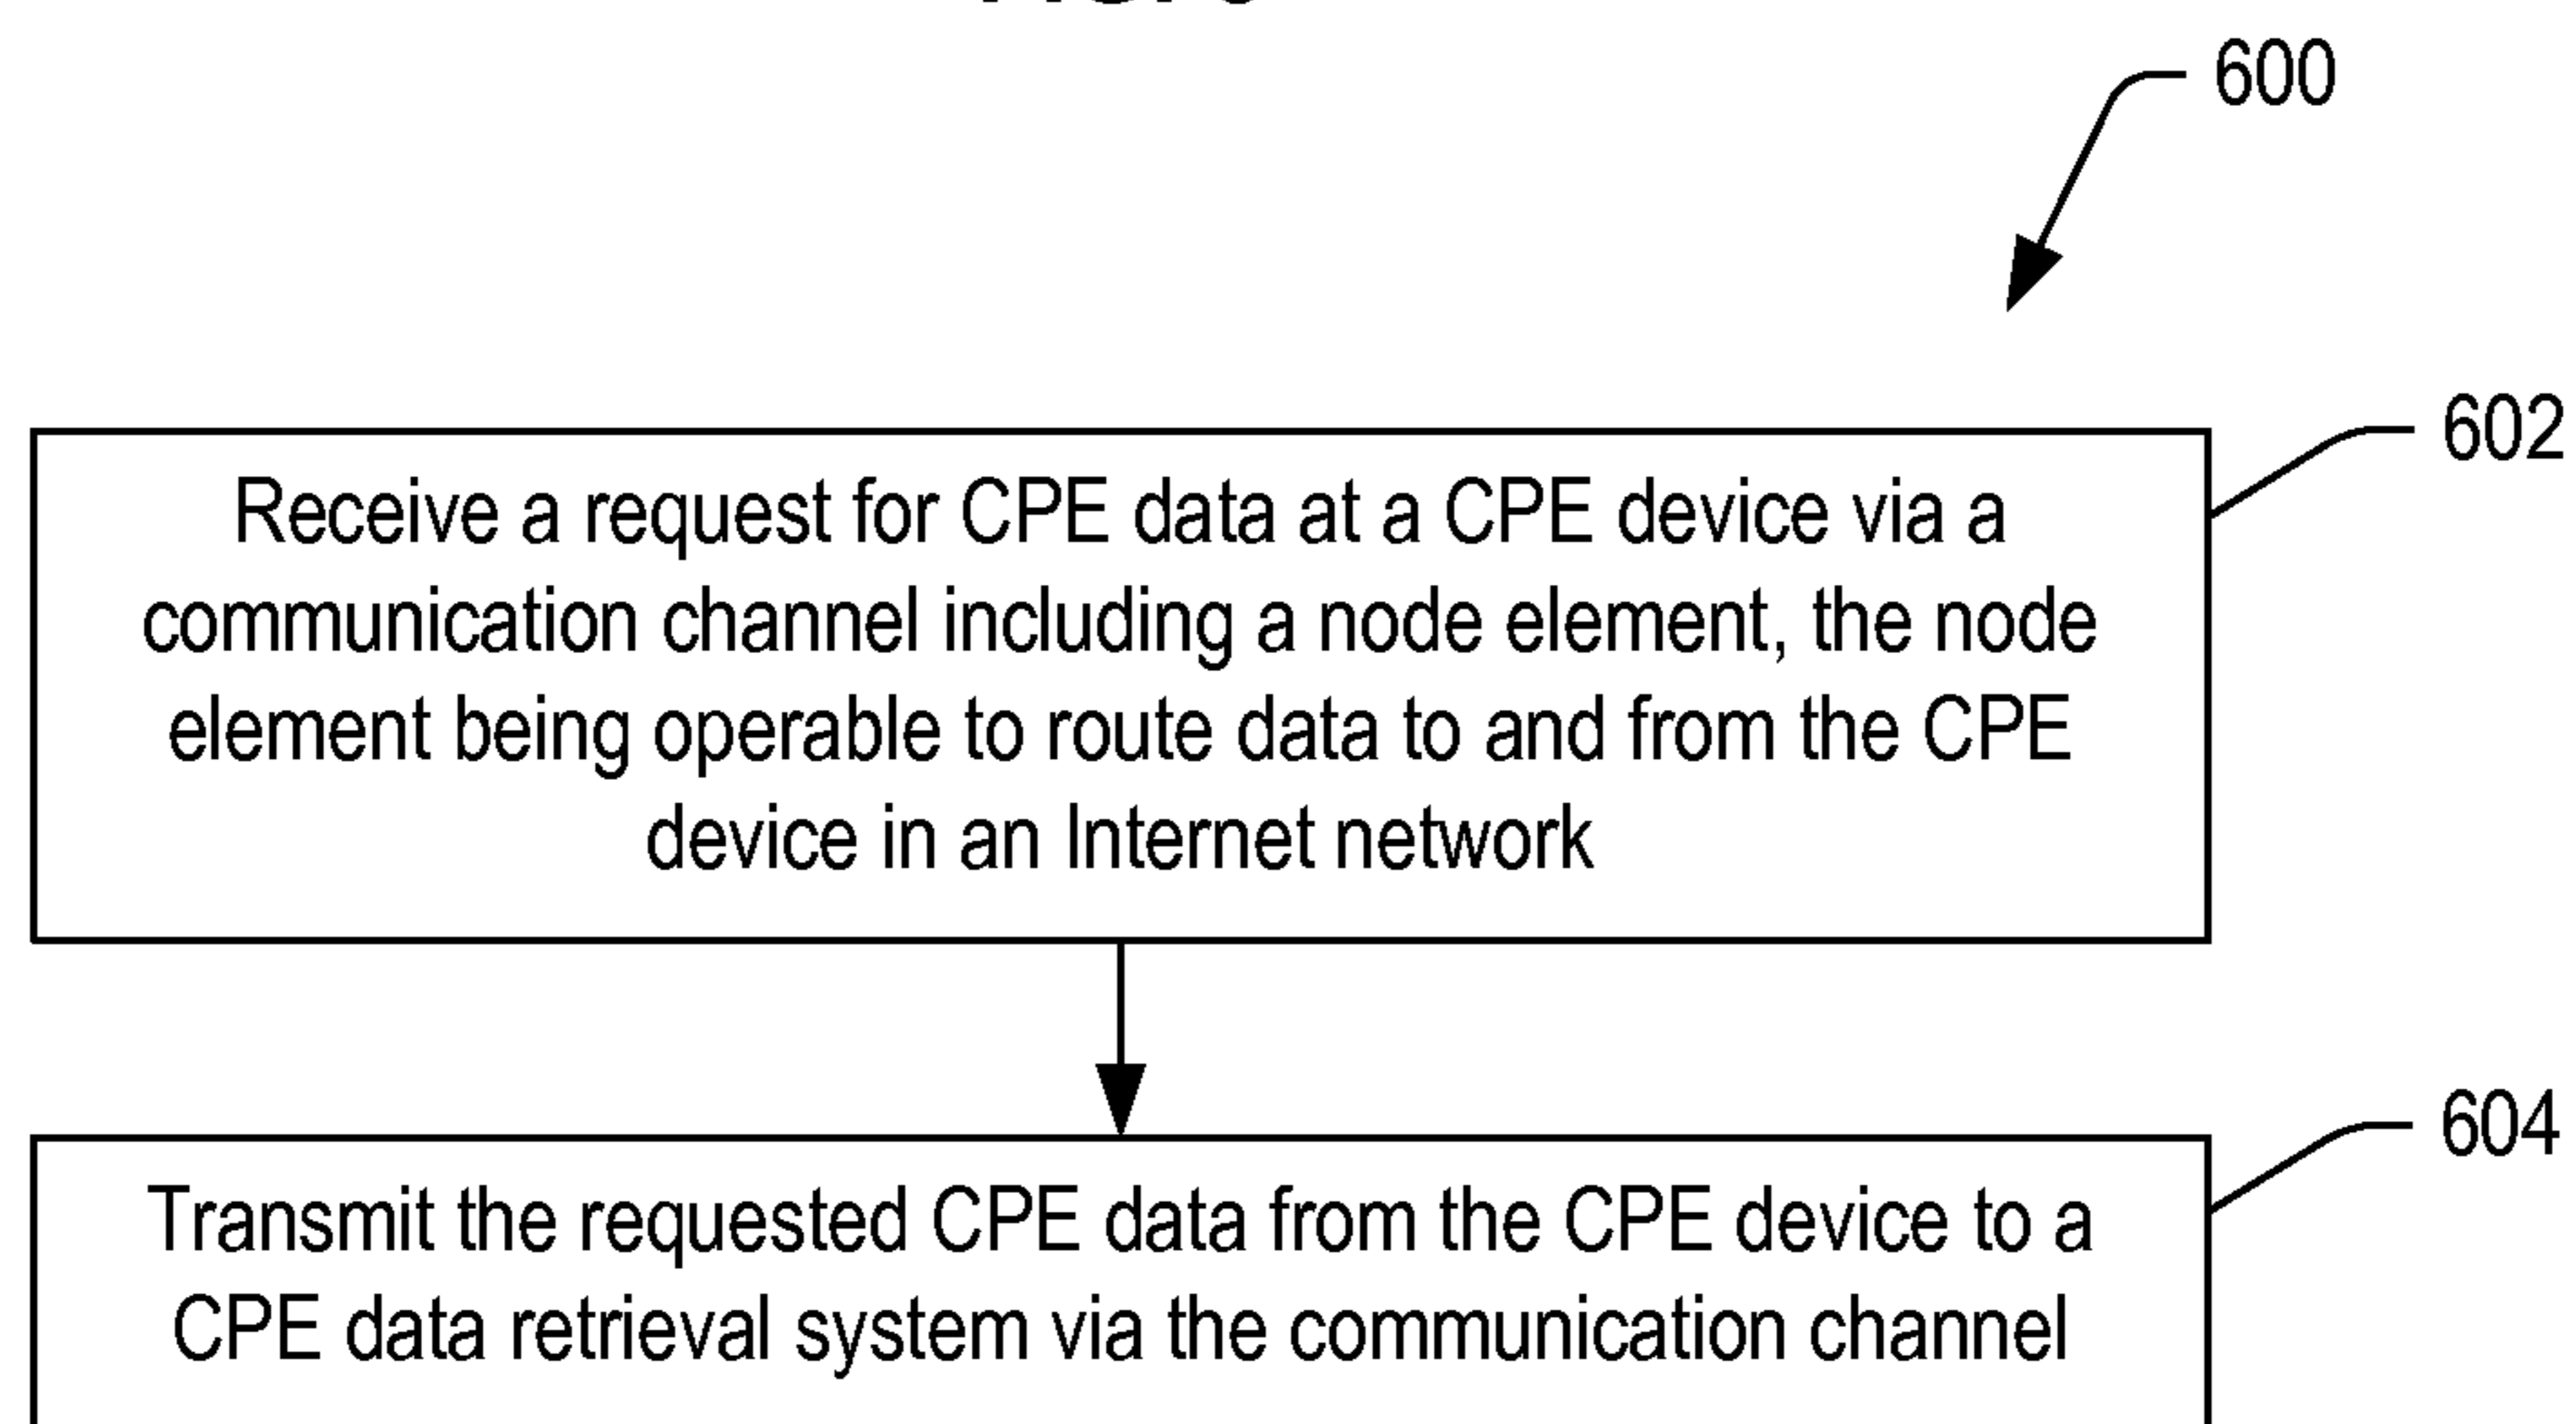 600
602
Receive a request for CPE data at a CPE device via a
communication channel including a node element, the node
element being operable to route data to and from the CPE
device in an Internet network
604
Transmit the requested CPE data from the CPE device to a
CPE data retrieval system via the communication channel